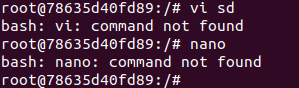 root@78635d40fd89:/# vi sd
bash: vi: command not found
root@78635d40fd89:/# nano
bash: nano: command not found
root@78635d40fd89:/#